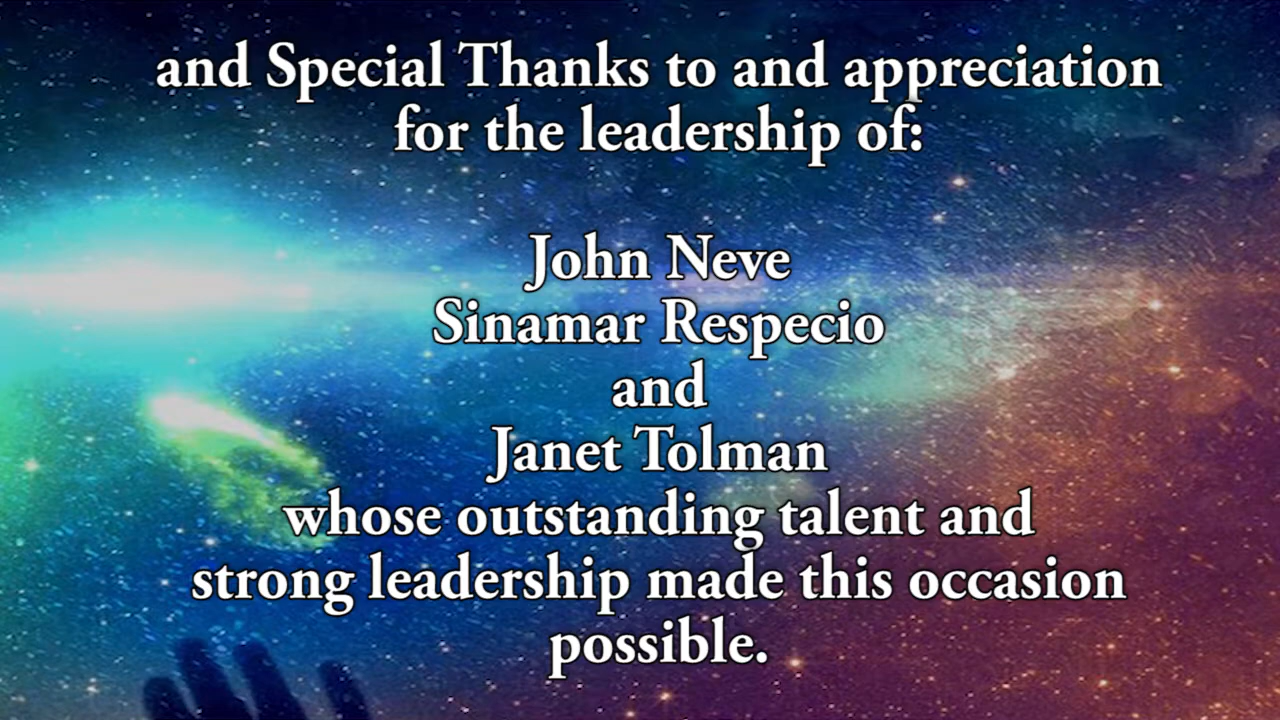 and Special Thanks to and appreciation
for the leadership of:
John Neve
Sinamar Respecio
and
Janet Tolman
whose outstanding talent and
strong leadership made this occasion
possible.